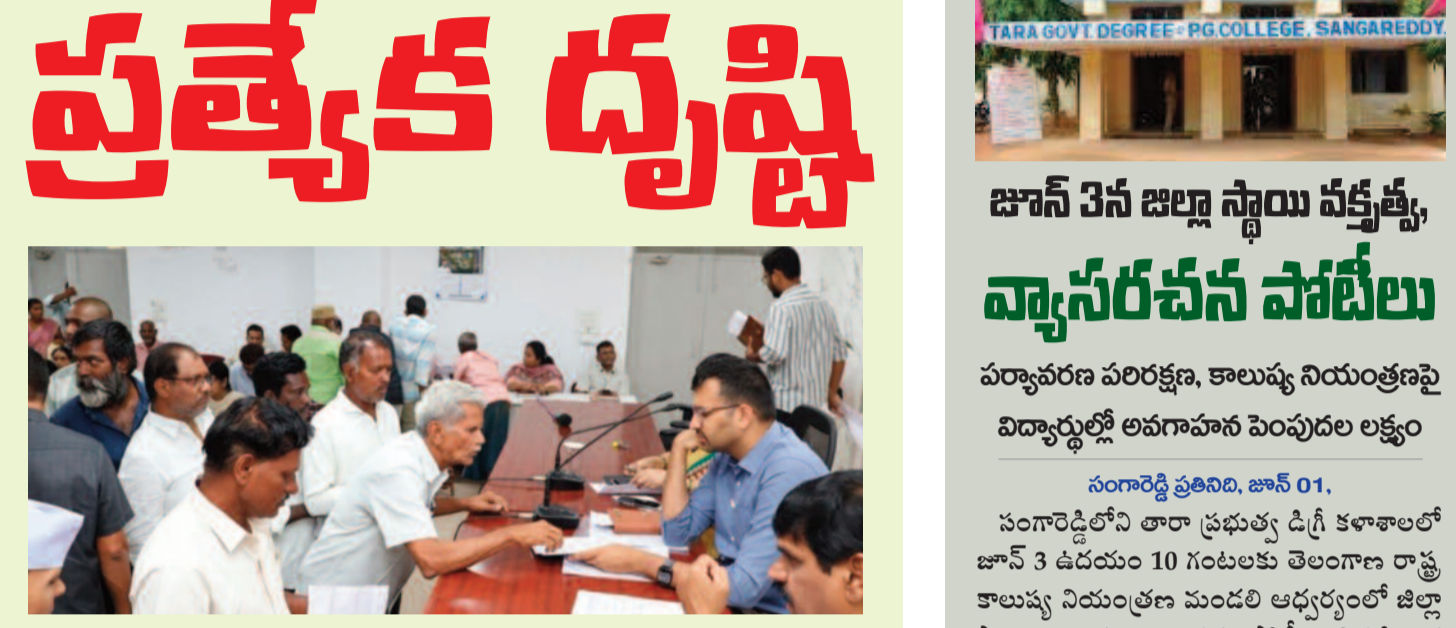 ప్రత్యేక దృష్టి
TARA GOVT. DEGREE & PG.COLLEGE, SANGAREDDY.
జూన్ 3న జిల్లా స్థాయి వక్తృత్వ,
వ్యాసరచన పోటీలు
పర్యావరణ పరిరక్షణ, కాలుష్య నియంత్రణపై
విద్యార్థుల్లో అవగాహన పెంపుదల లక్ష్యం
సంగారెడ్డి ప్రతినిది, జూన్ 01,
సంగారెడ్డిలోని తారా ప్రభుత్వ డిగ్రీ కళాశాలలో
జూన్ 3 ఉదయం 10 గంటలకు తెలంగాణ రాష్ట్ర
కాలుష్య నియంత్రణ మండలి ఆధ్వర్యంలో జిల్లా